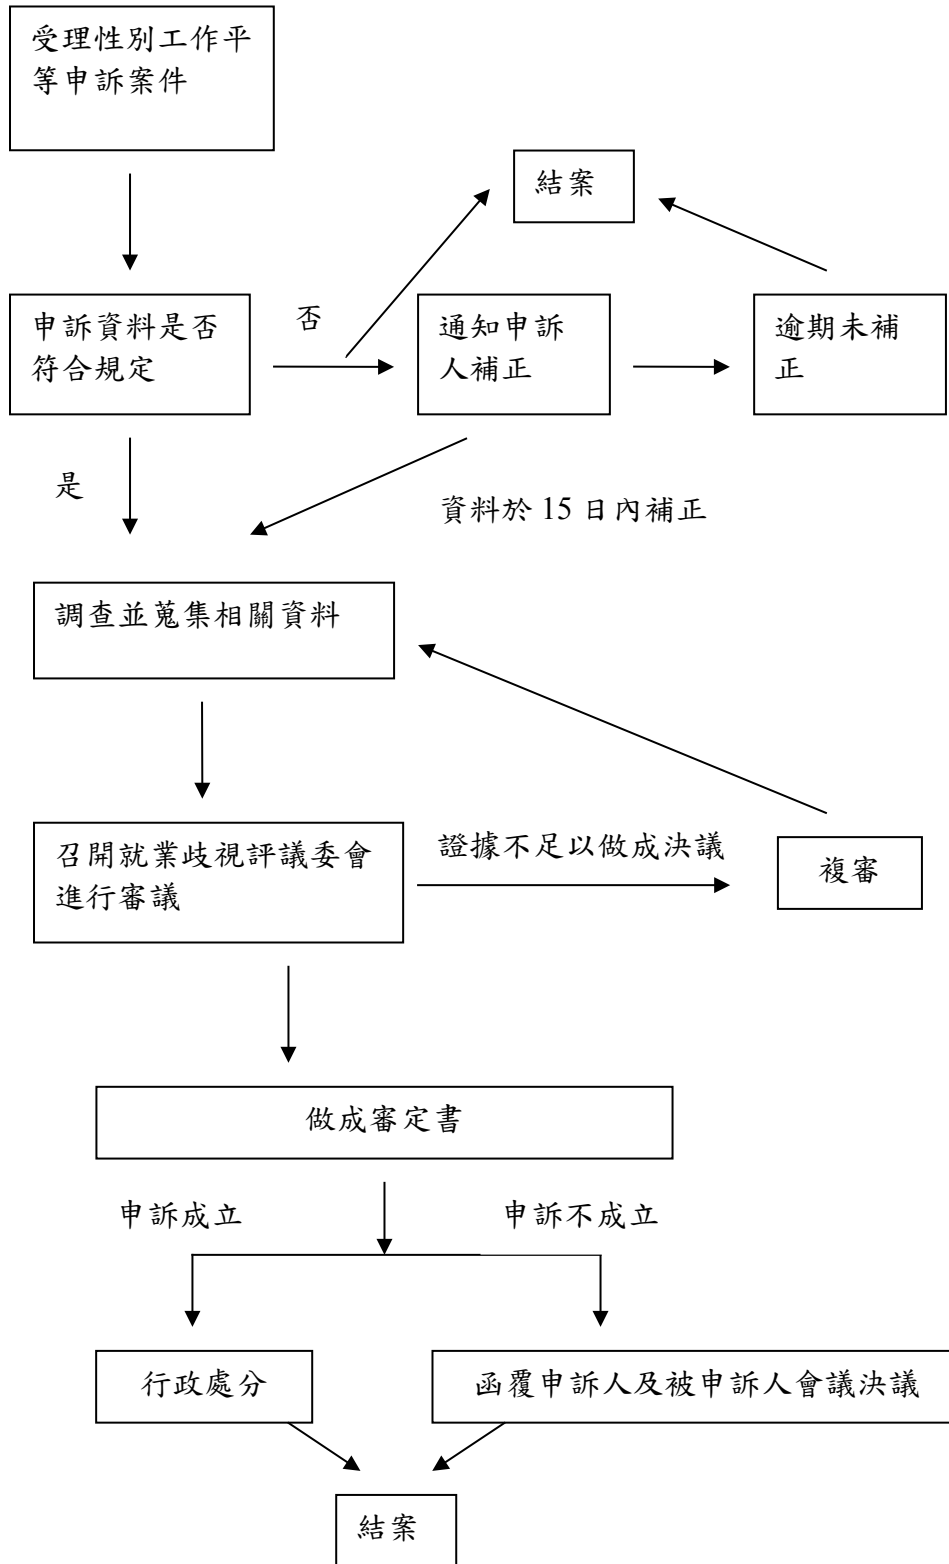 受理性別工作平
等申訴案件
結案
申訴資料是否
符合規定
否
通知申訴
人補正
逾期未補
正
是
資料於 15 日內補正
調查並蒐集相關資料
召開就業歧視評議委會
進行審議
證據不足以做成決議
複審
做成審定書
申訴成立
申訴不成立
行政處分
函覆申訴人及被申訴人會議決議
結案